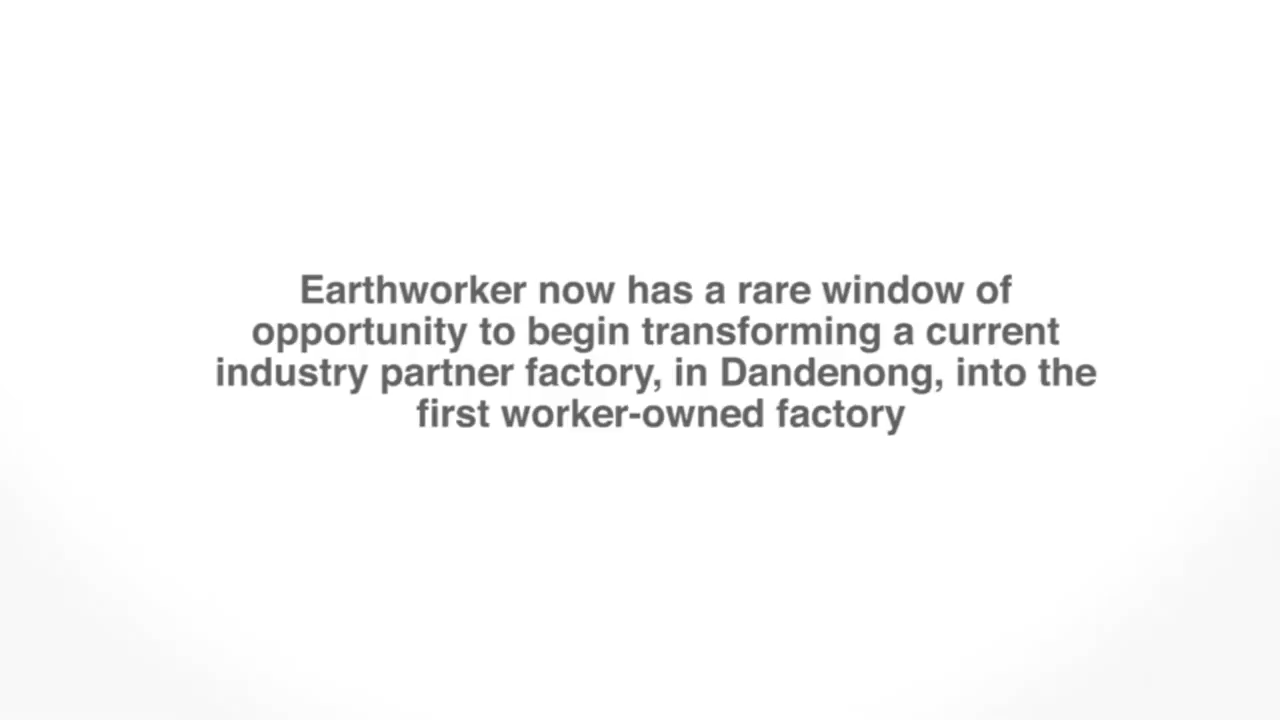 Earthworker now has a rare window of
opportunity to begin transforming a current
industry partner factory, in Dandenong, into the
first worker-owned factory